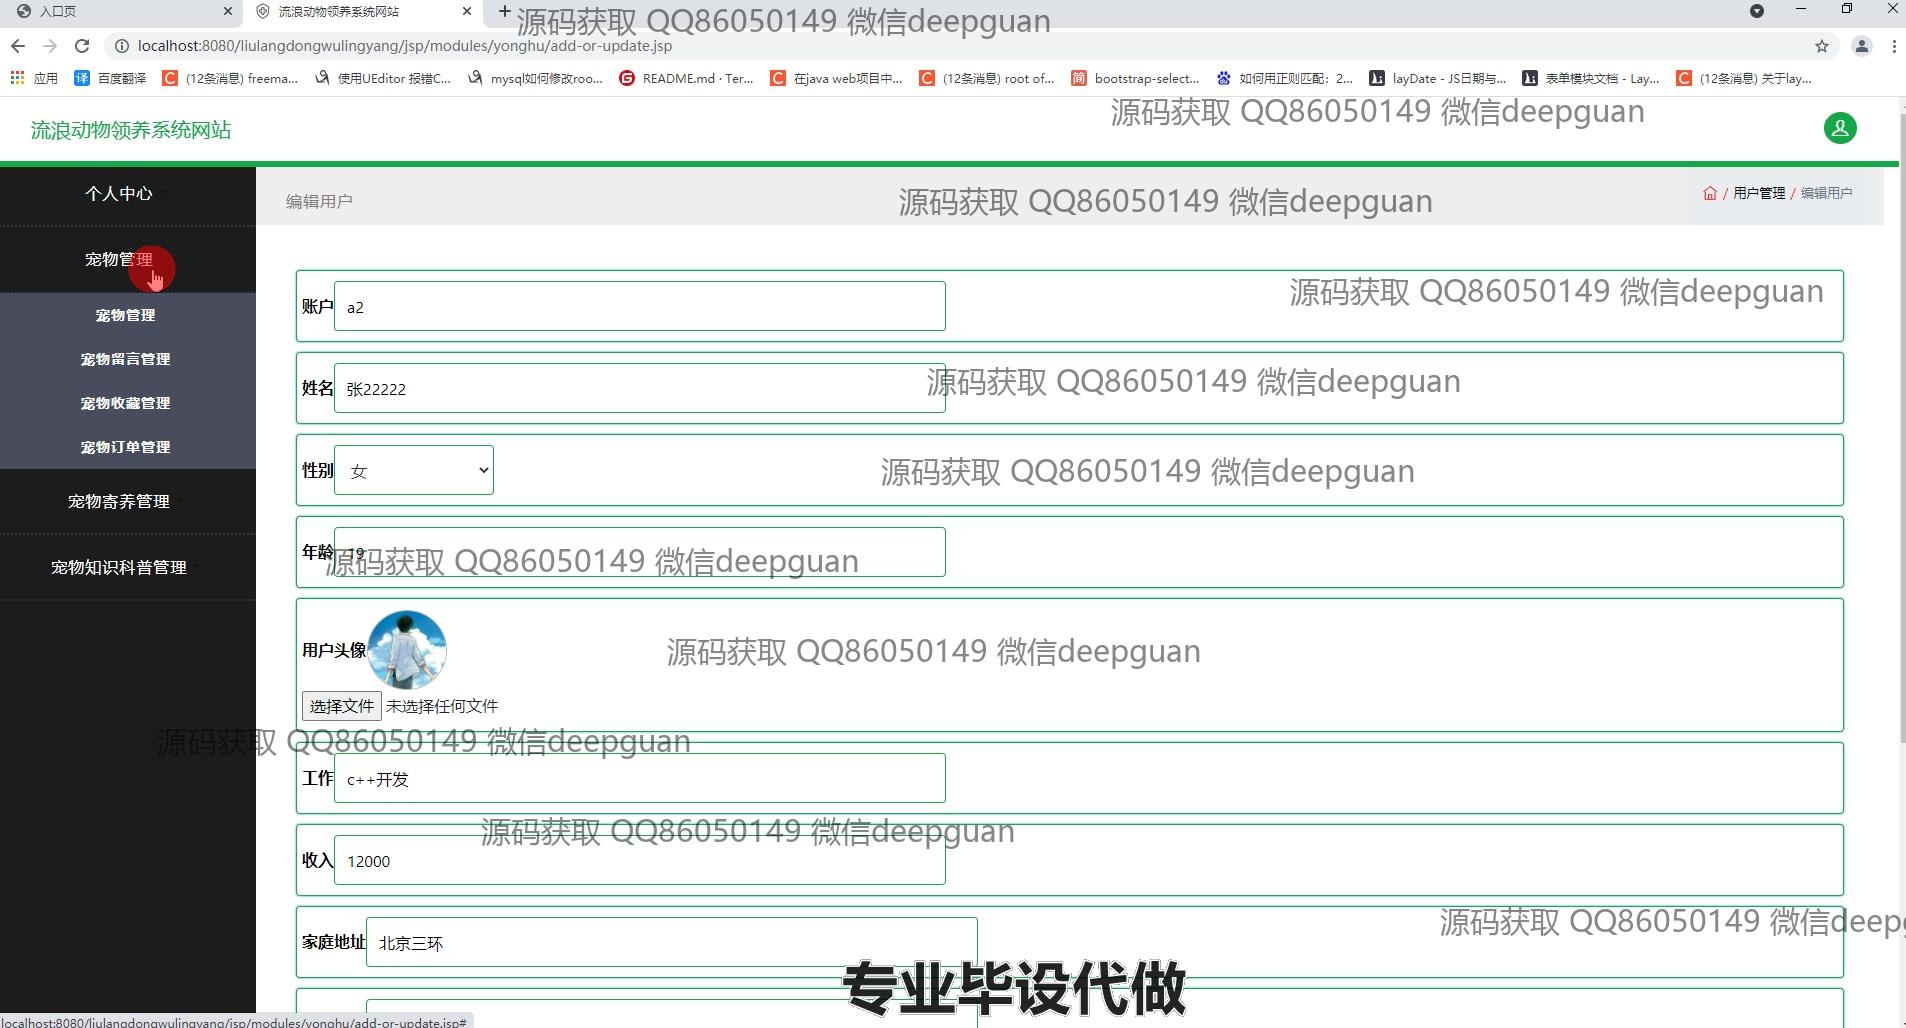 入口页
流浪动物领养系统网站
源码获取 QQ86050149 微信deepguan
localhost:8080/liulangdongwulingyang/jsp/modules/yonghu/add-or-update.jsp
应用 百度翻译 (12条消息) freema... 使用UEditor 报错C... mysql如何修改roo... README.md · Ter... 在java web项目中... (12条消息) root of... bootstrap-select... 如何用正则匹配：2... layDate - JS日期与... 表单模块文档 - Lay... (12条消息) 关于lay...
源码获取 QQ86050149 微信deepguan
流浪动物领养系统网站
个人中心
编辑用户
源码获取 QQ86050149 微信deepguan
/ 用户管理 / 编辑用户
宠物管理
宠物管理
宠物留言管理
宠物收藏管理
宠物订单管理
宠物寄养管理
宠物知识科普管理
账户 a2
源码获取 QQ86050149 微信deepguan
姓名 张22222
源码获取 QQ86050149 微信deepguan
性别 女
源码获取 QQ86050149 微信deepguan
年龄 19
源码获取 QQ86050149 微信deepguan
用户头像
源码获取 QQ86050149 微信deepguan
选择文件 未选择任何文件
源码获取 QQ86050149 微信deepguan
工作 c++开发
源码获取 QQ86050149 微信deepguan
收入 12000
源码获取 QQ86050149 微信deepg
家庭地址 北京三环
专业毕设代做
localhost:8080/liulangdongwulingyang/jsp/modules/yonghu/add-or-update.jsp#